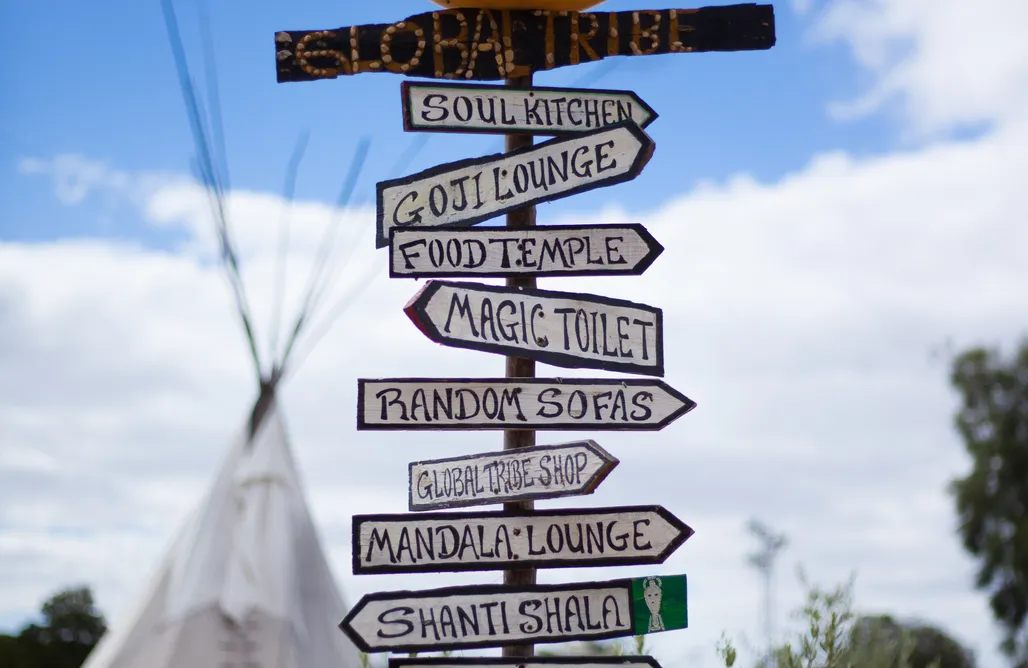 GLOBAL TRIBE
SOUL KITCHEN
GOJI LOUNGE
FOOD TEMPLE
MAGIC TOILET
RANDOM SOFAS
GLOBAL TRIBE SHOP
MANDALA LOUNGE
SHANTI SHALA